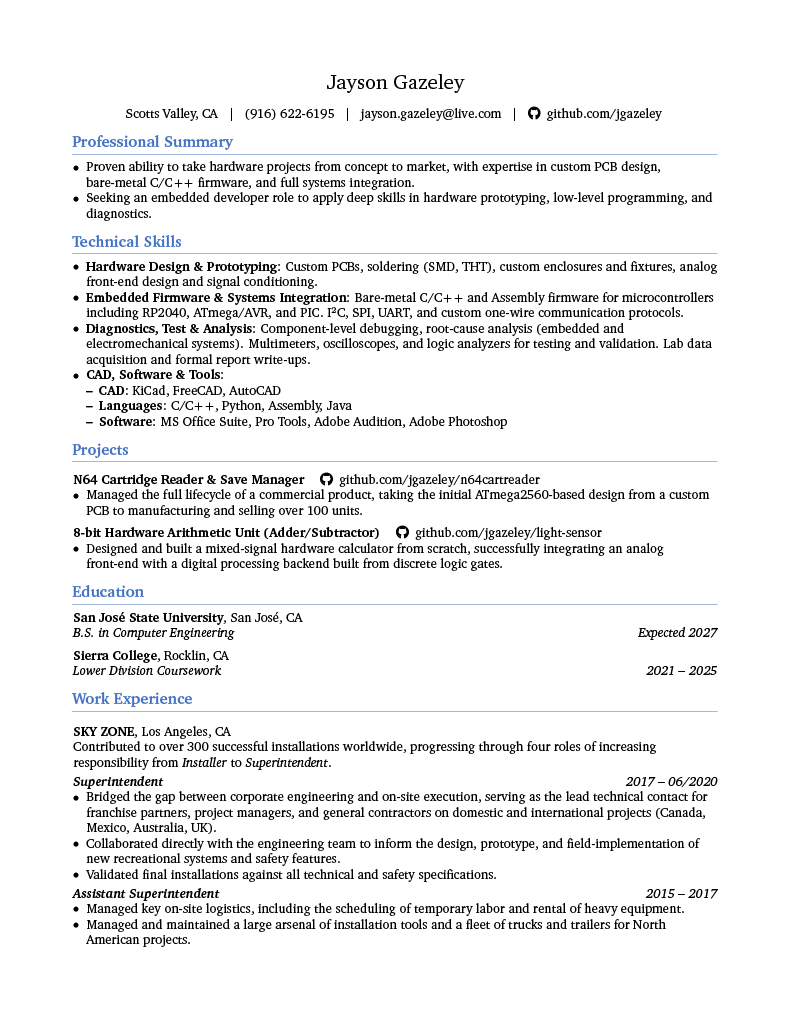 Jayson Gazeley
Scotts Valley, CA | (916) 622-6195 | jayson.gazeley@live.com | github.com/jgazeley
Professional Summary
• Proven ability to take hardware projects from concept to market, with expertise in custom PCB design,
bare-metal C/C++ firmware, and full systems integration.
• Seeking an embedded developer role to apply deep skills in hardware prototyping, low-level programming, and
diagnostics.
Technical Skills
• Hardware Design & Prototyping: Custom PCBs, soldering (SMD, THT), custom enclosures and fixtures, analog
front-end design and signal conditioning.
• Embedded Firmware & Systems Integration: Bare-metal C/C++ and Assembly firmware for microcontrollers
including RP2040, ATmega/AVR, and PIC. I²C, SPI, UART, and custom one-wire communication protocols.
• Diagnostics, Test & Analysis: Component-level debugging, root-cause analysis (embedded and
electromechanical systems). Multimeters, oscilloscopes, and logic analyzers for testing and validation. Lab data
acquisition and formal report write-ups.
• CAD, Software & Tools:
– CAD: KiCad, FreeCAD, AutoCAD
– Languages: C/C++, Python, Assembly, Java
– Software: MS Office Suite, Pro Tools, Adobe Audition, Adobe Photoshop
Projects
N64 Cartridge Reader & Save Manager github.com/jgazeley/n64cartreader
• Managed the full lifecycle of a commercial product, taking the initial ATmega2560-based design from a custom
PCB to manufacturing and selling over 100 units.
8-bit Hardware Arithmetic Unit (Adder/Subtractor) github.com/jgazeley/light-sensor
• Designed and built a mixed-signal hardware calculator from scratch, successfully integrating an analog
front-end with a digital processing backend built from discrete logic gates.
Education
San José State University, San José, CA
B.S. in Computer Engineering Expected 2027
Sierra College, Rocklin, CA
Lower Division Coursework 2021 – 2025
Work Experience
SKY ZONE, Los Angeles, CA
Contributed to over 300 successful installations worldwide, progressing through four roles of increasing
responsibility from Installer to Superintendent.
Superintendent 2017 – 06/2020
• Bridged the gap between corporate engineering and on-site execution, serving as the lead technical contact for
franchise partners, project managers, and general contractors on domestic and international projects (Canada,
Mexico, Australia, UK).
• Collaborated directly with the engineering team to inform the design, prototype, and field-implementation of
new recreational systems and safety features.
• Validated final installations against all technical and safety specifications.
Assistant Superintendent 2015 – 2017
• Managed key on-site logistics, including the scheduling of temporary labor and rental of heavy equipment.
• Managed and maintained a large arsenal of installation tools and a fleet of trucks and trailers for North
American projects.